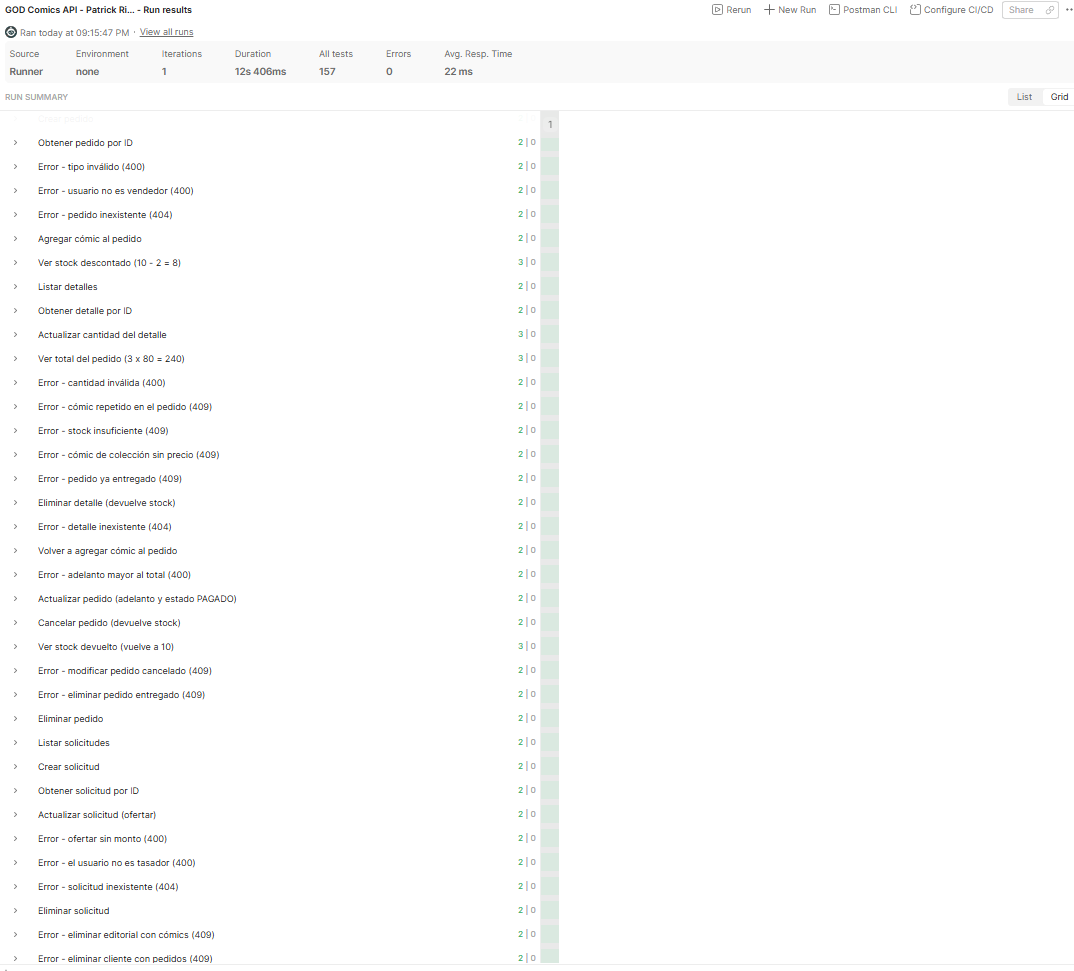 GOD Comics API - Patrick Ri... - Run results
Rerun New Run Postman CLI Configure CI/CD Share
Ran today at 09:15:47 PM · View all runs
Source Environment Iterations Duration All tests Errors Avg. Resp. Time
Runner none 1 12s 406ms 157 0 22 ms
RUN SUMMARY List Grid
Crear pedido
1
Obtener pedido por ID 2 | 0
Error - tipo inválido (400) 2 | 0
Error - usuario no es vendedor (400) 2 | 0
Error - pedido inexistente (404) 2 | 0
Agregar cómic al pedido 2 | 0
Ver stock descontado (10 - 2 = 8) 3 | 0
Listar detalles 2 | 0
Obtener detalle por ID 2 | 0
Actualizar cantidad del detalle 3 | 0
Ver total del pedido (3 x 80 = 240) 3 | 0
Error - cantidad inválida (400) 2 | 0
Error - cómic repetido en el pedido (409) 2 | 0
Error - stock insuficiente (409) 2 | 0
Error - cómic de colección sin precio (409) 2 | 0
Error - pedido ya entregado (409) 2 | 0
Eliminar detalle (devuelve stock) 2 | 0
Error - detalle inexistente (404) 2 | 0
Volver a agregar cómic al pedido 2 | 0
Error - adelanto mayor al total (400) 2 | 0
Actualizar pedido (adelanto y estado PAGADO) 2 | 0
Cancelar pedido (devuelve stock) 2 | 0
Ver stock devuelto (vuelve a 10) 3 | 0
Error - modificar pedido cancelado (409) 2 | 0
Error - eliminar pedido entregado (409) 2 | 0
Eliminar pedido 2 | 0
Listar solicitudes 2 | 0
Crear solicitud 2 | 0
Obtener solicitud por ID 2 | 0
Actualizar solicitud (ofertar) 2 | 0
Error - ofertar sin monto (400) 2 | 0
Error - el usuario no es tasador (400) 2 | 0
Error - solicitud inexistente (404) 2 | 0
Eliminar solicitud 2 | 0
Error - eliminar editorial con cómics (409) 2 | 0
Error - eliminar cliente con pedidos (409) 2 | 0